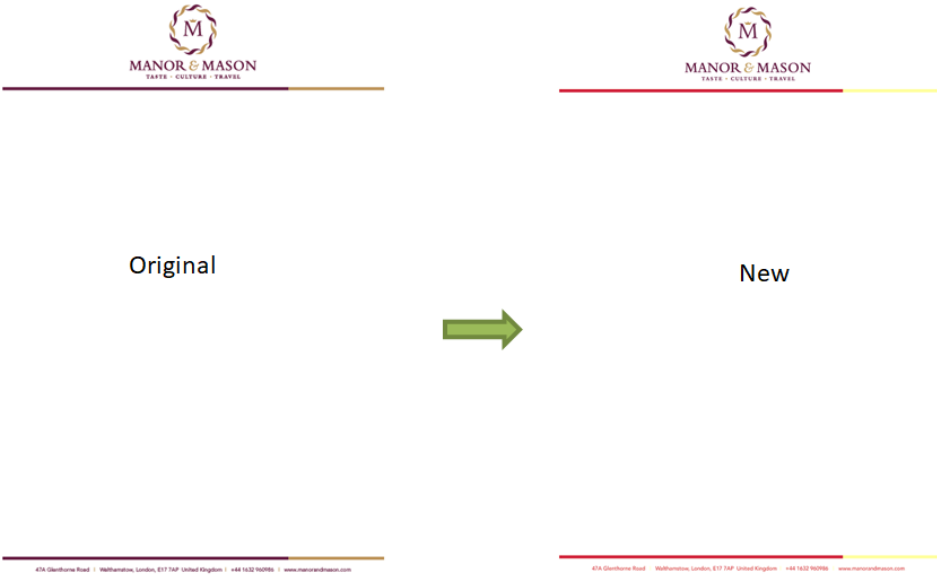 M
MANOR & MASON
TASTE · CULTURE · TRAVEL
Original
47A Glenthorne Road | Walthamstow, London, E17 7AP United Kingdom | +44 1632 960986 | www.manorandmason.com
M
MANOR & MASON
TASTE · CULTURE · TRAVEL
New
47A Glenthorne Road Walthamstow, London, E17 7AP United Kingdom +44 1632 960986 www.manorandmason.com